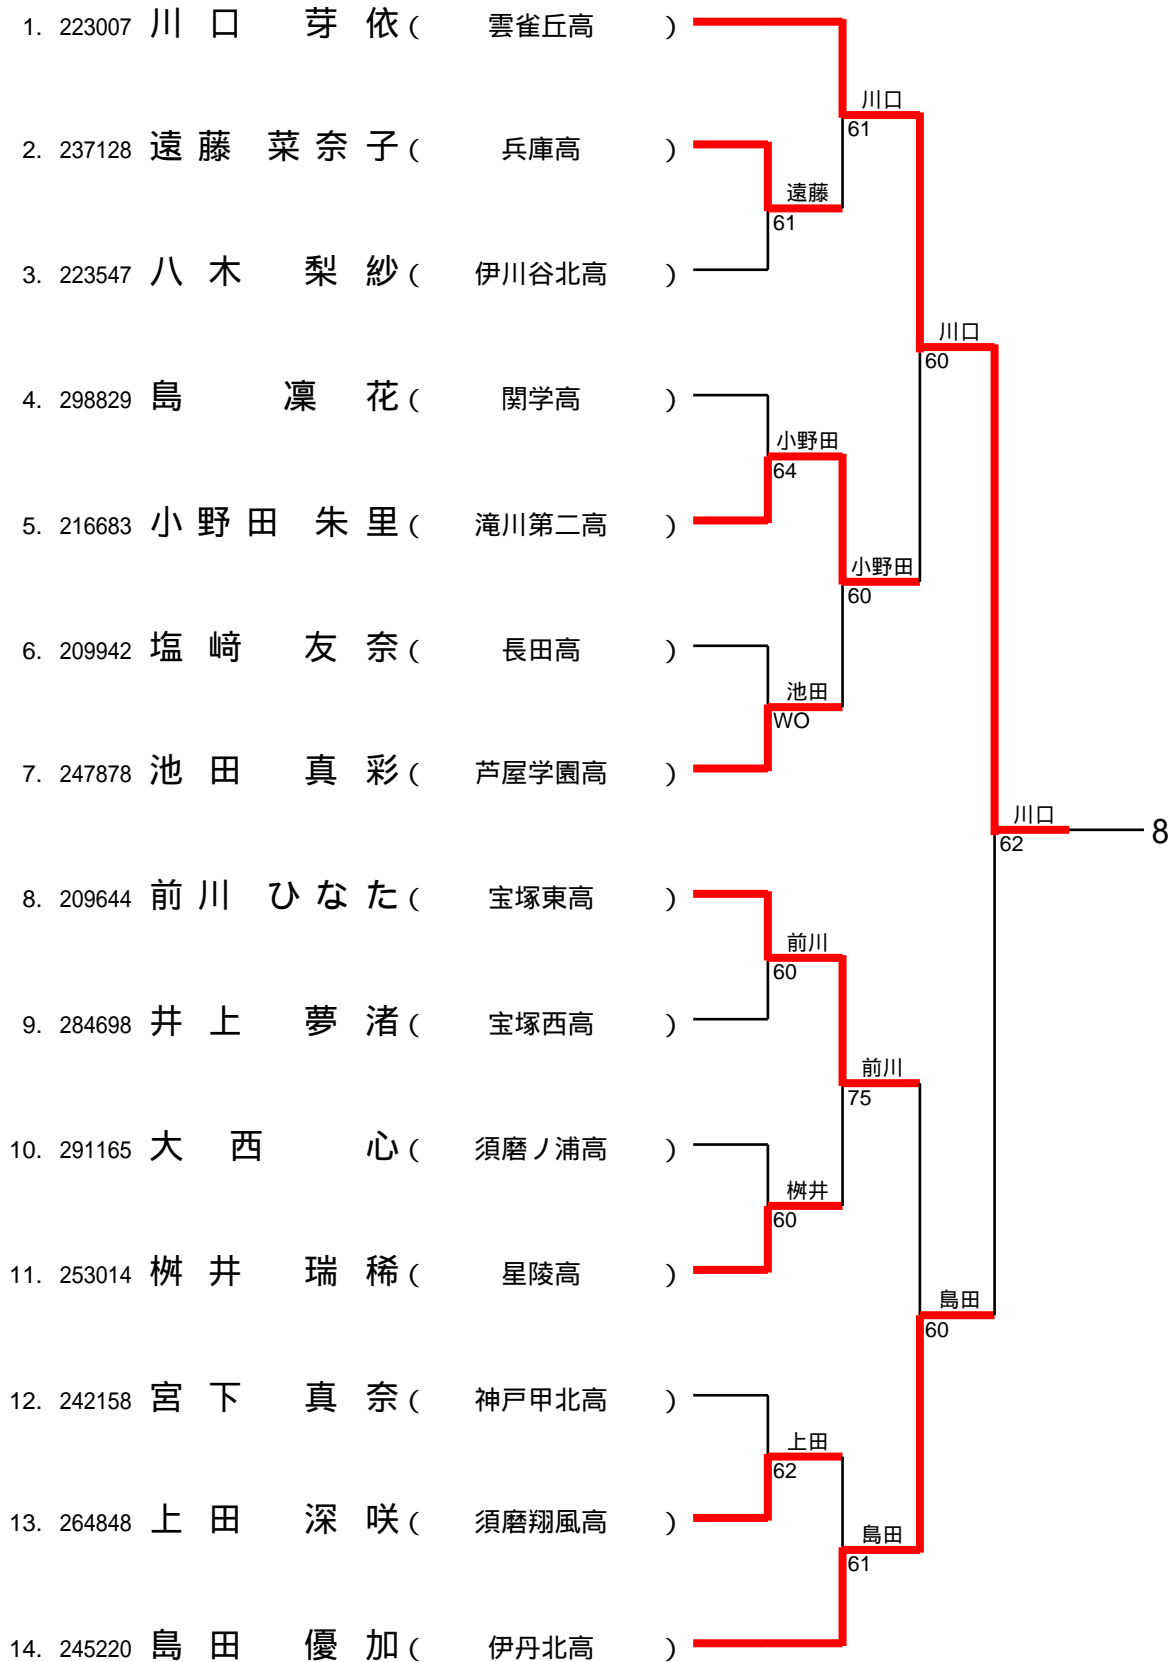 1. 223007 川口 芽依 ( 雲雀丘高 )
川口
61
2. 237128 遠藤 菜奈子 ( 兵庫高 )
遠藤
61
3. 223547 八木 梨紗 ( 伊川谷北高 )
川口
60
4. 298829 島 凜花 ( 関学高 )
小野田
64
5. 216683 小野田 朱里 ( 滝川第二高 )
小野田
60
6. 209942 塩﨑 友奈 ( 長田高 )
池田
WO
7. 247878 池田 真彩 ( 芦屋学園高 )
川口
62
8
8. 209644 前川 ひなた ( 宝塚東高 )
前川
60
9. 284698 井上 夢渚 ( 宝塚西高 )
前川
75
10. 291165 大西 心 ( 須磨ノ浦高 )
桝井
60
11. 253014 桝井 瑞稀 ( 星陵高 )
島田
60
12. 242158 宮下 真奈 ( 神戸甲北高 )
上田
62
13. 264848 上田 深咲 ( 須磨翔風高 )
島田
61
14. 245220 島田 優加 ( 伊丹北高 )